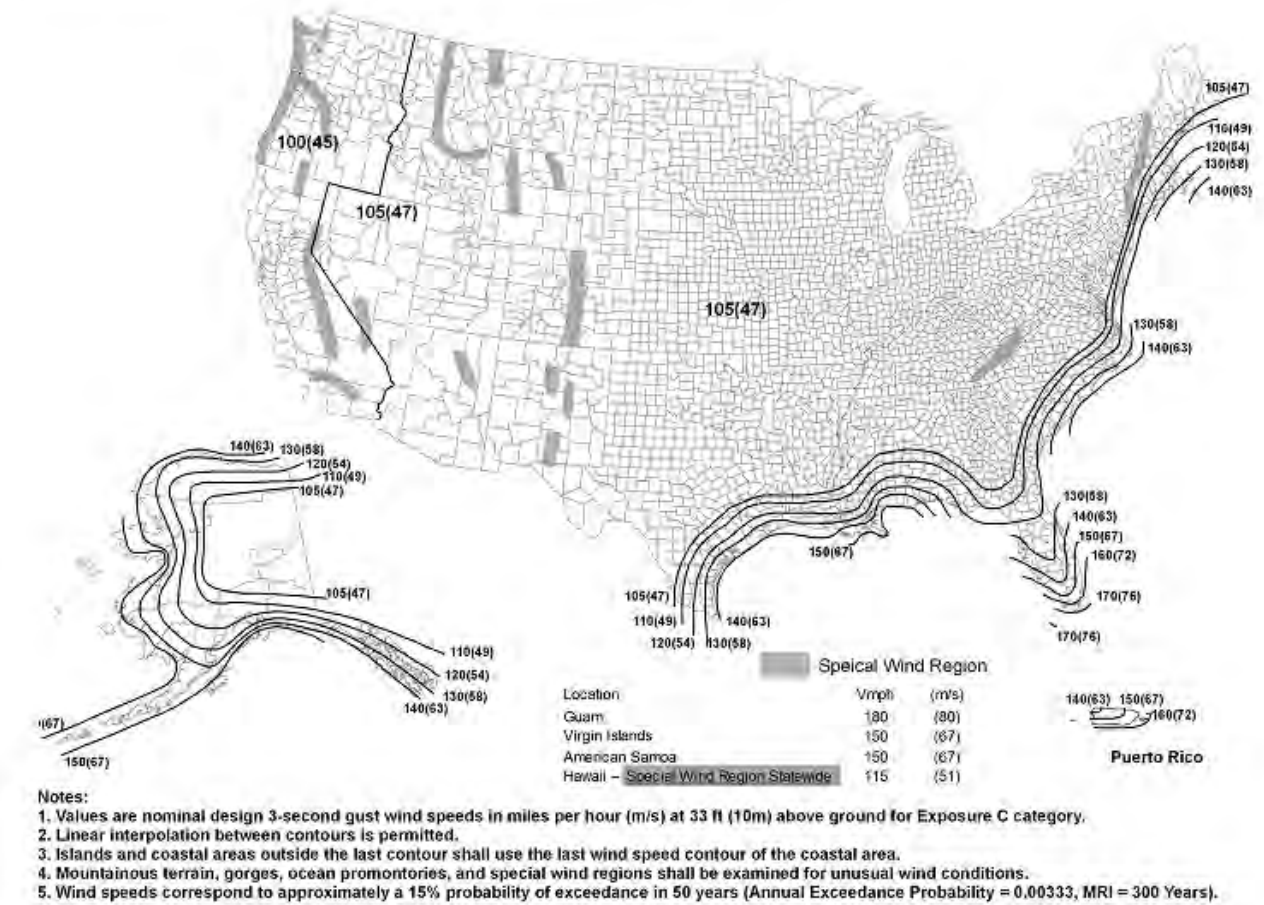 105(47)
110(49)
120(54)
130(58)
140(63)
100(45)
105(47)
105(47)
130(58)
140(63)
140(63) 130(58)
120(54)
110(49)
105(47)
130(58)
140(63)
150(67)
160(72)
170(76)
170(76)
150(67)
105(47)
110(49)
120(54) 130(58)
140(63)
105(47)
110(49)
120(54)
130(58)
140(63)
(67)
150(67)
Speical Wind Region
Location Vmph (m/s)
Guam 180 (80)
Virgin Islands 150 (67)
American Samoa 150 (67)
Hawaii – Special Wind Region Statewide 115 (51)
140(63) 150(67)
160(72)
Puerto Rico
Notes:
1. Values are nominal design 3-second gust wind speeds in miles per hour (m/s) at 33 ft (10m) above ground for Exposure C category.
2. Linear interpolation between contours is permitted.
3. Islands and coastal areas outside the last contour shall use the last wind speed contour of the coastal area.
4. Mountainous terrain, gorges, ocean promontories, and special wind regions shall be examined for unusual wind conditions.
5. Wind speeds correspond to approximately a 15% probability of exceedance in 50 years (Annual Exceedance Probability = 0.00333, MRI = 300 Years).